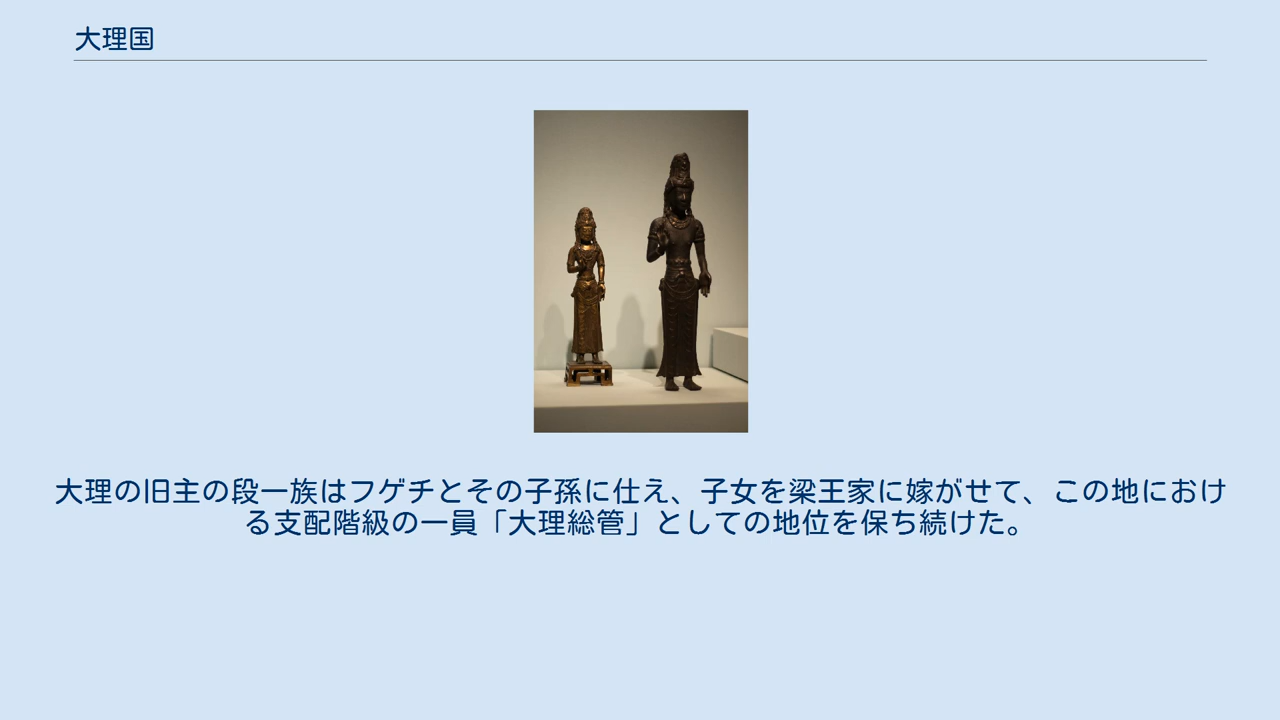 大理国
大理の旧主の段一族はフゲチとその子孫に仕え、子女を梁王家に嫁がせて、この地におけ
る支配階級の一員「大理総管」としての地位を保ち続けた。